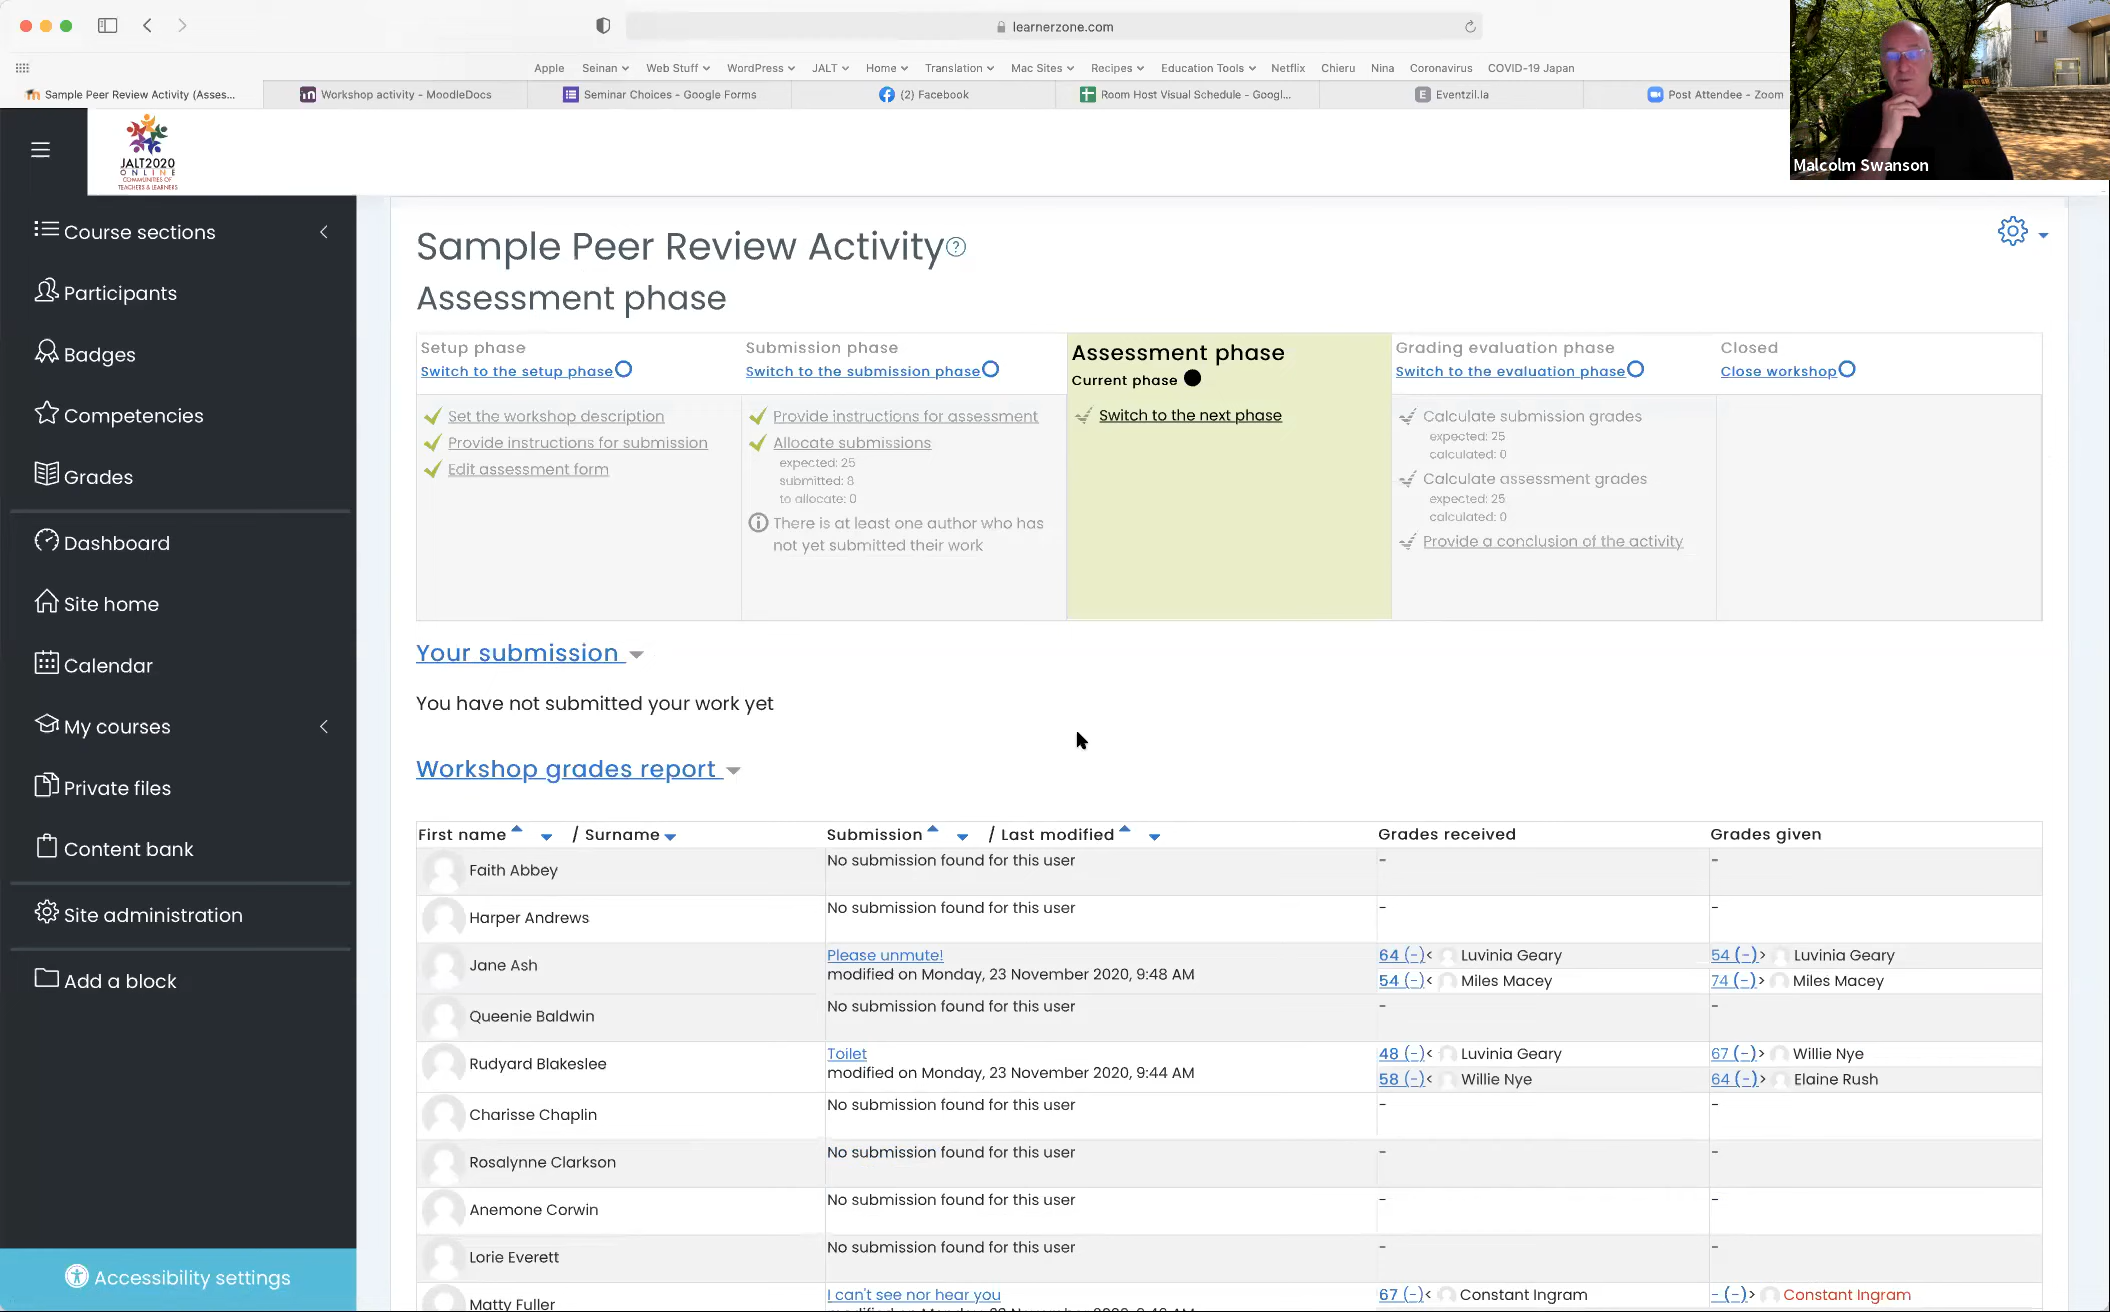 learnerzone.com
Apple Seinan Web Stuff WordPress JALT Home Translation Mac Sites Recipes Education Tools Netflix Chieru Nina Coronavirus COVID-19 Japan
Sample Peer Review Activity (Asses... Workshop activity - MoodleDocs Seminar Choices - Google Forms (2) Facebook Room Host Visual Schedule - Googl... Eventzil.la Post Attendee - Zoom
Malcolm Swanson
JALT2020
ONLINE
COMMUNITIES OF
TEACHERS & LEARNERS
Course sections
Participants
Badges
Competencies
Grades
Dashboard
Site home
Calendar
My courses
Private files
Content bank
Site administration
Add a block
Accessibility settings
Sample Peer Review Activity
Assessment phase
Setup phase
Switch to the setup phase
Set the workshop description
Provide instructions for submission
Edit assessment form
Submission phase
Switch to the submission phase
Provide instructions for assessment
Allocate submissions
expected: 25
submitted: 8
to allocate: 0
There is at least one author who has
not yet submitted their work
Assessment phase
Current phase
Switch to the next phase
Grading evaluation phase
Switch to the evaluation phase
Calculate submission grades
expected: 25
calculated: 0
Calculate assessment grades
expected: 25
calculated: 0
Provide a conclusion of the activity
Closed
Close workshop
Your submission
You have not submitted your work yet
Workshop grades report
First name / Surname Submission / Last modified Grades received Grades given
Faith Abbey No submission found for this user - -
Harper Andrews No submission found for this user - -
Jane Ash Please unmute! 64 (-)< Luvinia Geary 54 (-)> Luvinia Geary
modified on Monday, 23 November 2020, 9:48 AM 54 (-)< Miles Macey 74 (-)> Miles Macey
Queenie Baldwin No submission found for this user - -
Rudyard Blakeslee Toilet 48 (-)< Luvinia Geary 67 (-)> Willie Nye
modified on Monday, 23 November 2020, 9:44 AM 58 (-)< Willie Nye 64 (-)> Elaine Rush
Charisse Chaplin No submission found for this user - -
Rosalynne Clarkson No submission found for this user - -
Anemone Corwin No submission found for this user - -
Lorie Everett No submission found for this user - -
Matty Fuller I can't see nor hear you 67 (-)< Constant Ingram - (-)> Constant Ingram